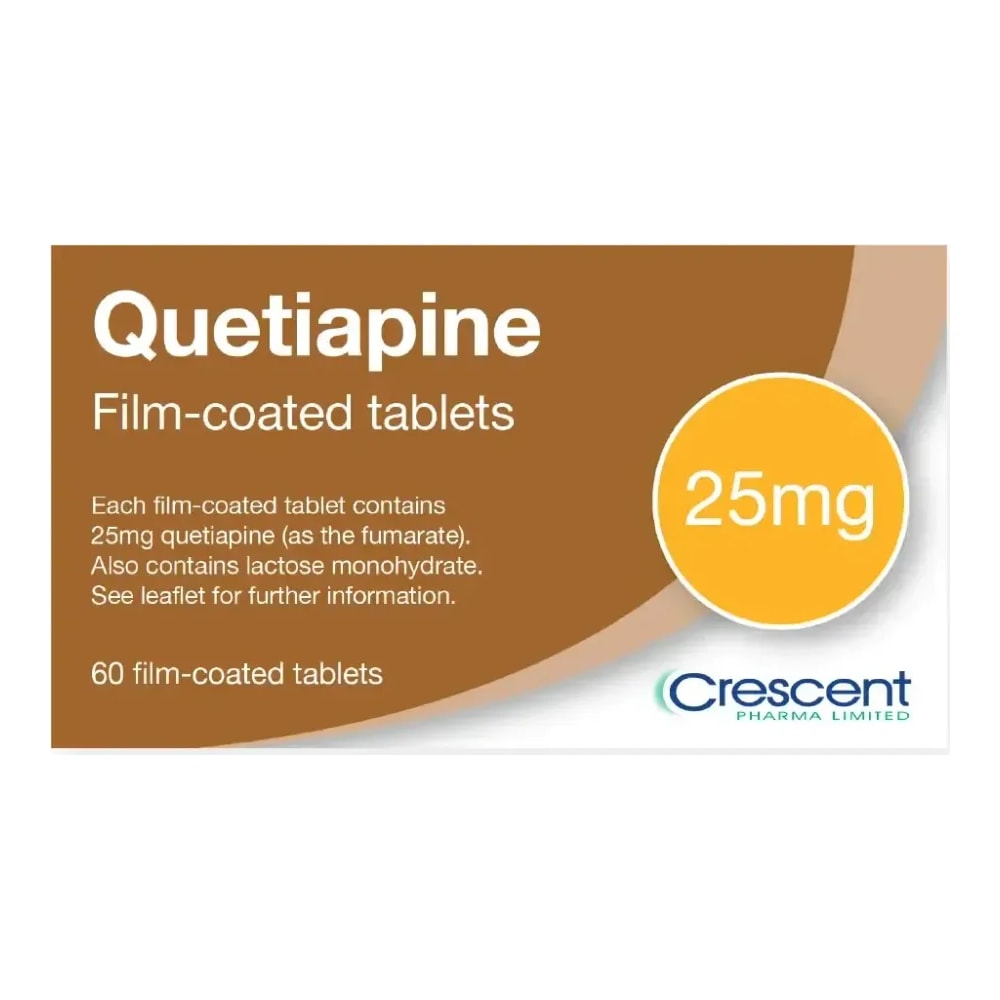 Quetiapine
Film-coated tablets
Each film-coated tablet contains
25mg quetiapine (as the fumarate).
Also contains lactose monohydrate.
See leaflet for further information.
60 film-coated tablets
25mg
Crescent
PHARMA LIMITED